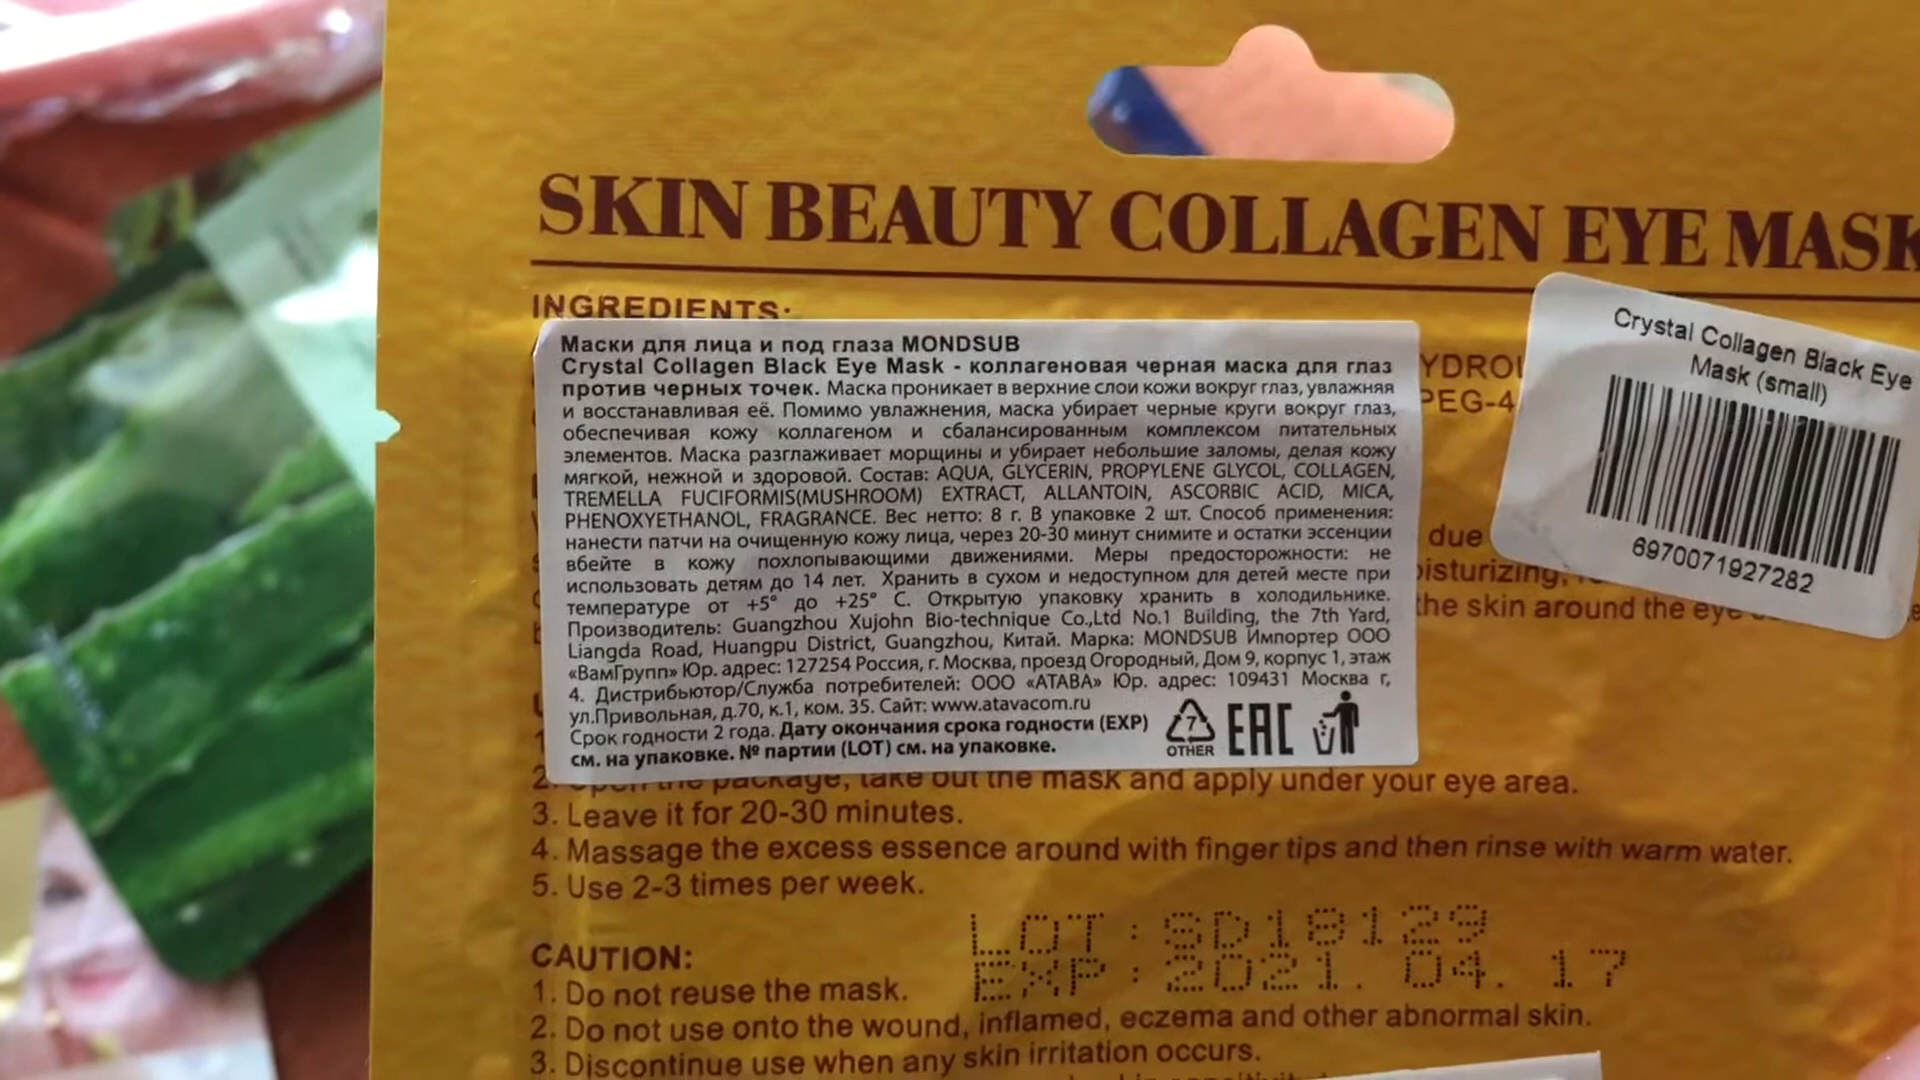 SKIN BEAUTY COLLAGEN EYE MASK
INGREDIENTS:
Маски для лица и под глаза MONDSUB
Crystal Collagen Black Eye Mask - коллагеновая черная маска для глаз
против черных точек. Маска проникает в верхние слои кожи вокруг глаз, увлажняя
и восстанавливая её. Помимо увлажнения, маска убирает черные круги вокруг глаз,
обеспечивая кожу коллагеном и сбалансированным комплексом питательных
элементов. Маска разглаживает морщины и убирает небольшие заломы, делая кожу
мягкой, нежной и здоровой. Состав: AQUA, GLYCERIN, PROPYLENE GLYCOL, COLLAGEN,
TREMELLA FUCIFORMIS(MUSHROOM) EXTRACT, ALLANTOIN, ASCORBIC ACID, MICA,
PHENOXYETHANOL, FRAGRANCE. Вес нетто: 8 г. В упаковке 2 шт. Способ применения:
нанести патчи на очищенную кожу лица, через 20-30 минут снимите и остатки эссенции
вбейте в кожу похлопывающими движениями. Меры предосторожности: не
использовать детям до 14 лет. Хранить в сухом и недоступном для детей месте при
температуре от +5° до +25° С. Открытую упаковку хранить в холодильнике.
Производитель: Guangzhou Xujohn Bio-technique Co.,Ltd No.1 Building, the 7th Yard,
Liangda Road, Huangpu District, Guangzhou, Китай. Марка: MONDSUB Импортер ООО
«ВамГрупп» Юр. адрес: 127254 Россия, г. Москва, проезд Огородный, Дом 9, корпус 1, этаж
4. Дистрибьютор/Служба потребителей: ООО «АТАВА» Юр. адрес: 109431 Москва г,
ул.Привольная, д.70, к.1, ком. 35. Сайт: www.atavacom.ru
Срок годности 2 года. Дату окончания срока годности (EXP)
см. на упаковке. № партии (LOT) см. на упаковке.
7
OTHER
EAC
Crystal Collagen Black Eye
Mask (small)
6970071927282
PEG-4
due
the skin around the eye
2. Open the package, take out the mask and apply under your eye area.
3. Leave it for 20-30 minutes.
4. Massage the excess essence around with finger tips and then rinse with warm water.
5. Use 2-3 times per week.
LOT: SD18129
EXP: 2021. 04. 17
CAUTION:
1. Do not reuse the mask.
2. Do not use onto the wound, inflamed, eczema and other abnormal skin.
3. Discontinue use when any skin irritation occurs.